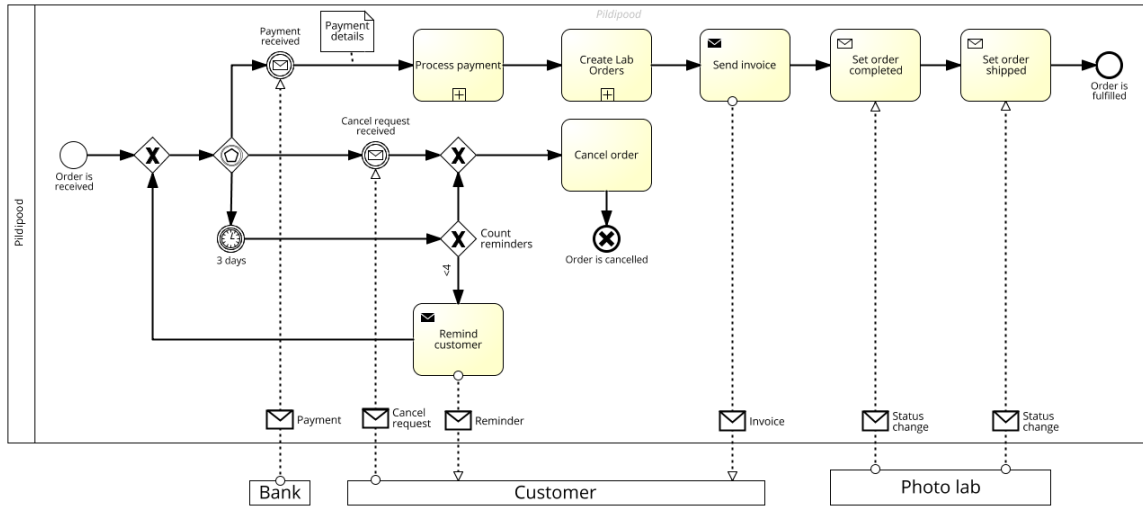 Pildipood
Pildipood
Payment
received
Payment
details
Process payment
Create Lab
Orders
Send invoice
Set order
completed
Set order
shipped
Order is
fulfilled
Order is
received
Cancel request
received
Cancel order
3 days
Count
reminders
Order is cancelled
<4
Remind
customer
Payment
Cancel
request
Reminder
Invoice
Status
change
Status
change
Bank
Customer
Photo lab